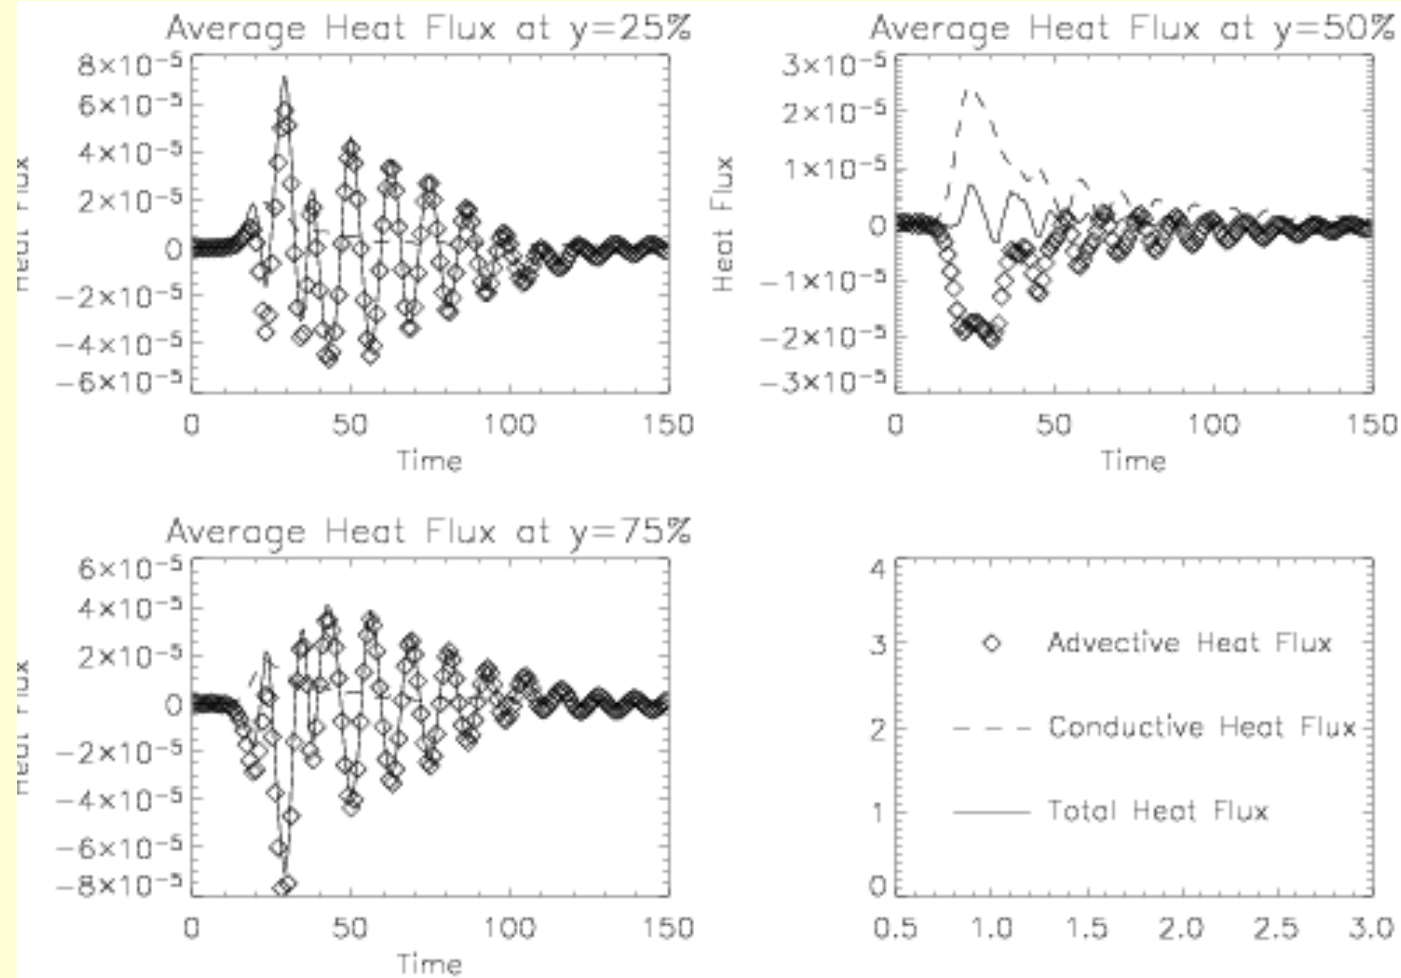 Average Heat Flux at y=25%
8×10⁻⁵
6×10⁻⁵
4×10⁻⁵
2×10⁻⁵
0
−2×10⁻⁵
−4×10⁻⁵
−6×10⁻⁵
Heat Flux
0 50 100 150
Time
Average Heat Flux at y=50%
3×10⁻⁵
2×10⁻⁵
1×10⁻⁵
0
−1×10⁻⁵
−2×10⁻⁵
−3×10⁻⁵
Heat Flux
0 50 100 150
Time
Average Heat Flux at y=75%
6×10⁻⁵
4×10⁻⁵
2×10⁻⁵
0
−2×10⁻⁵
−4×10⁻⁵
−6×10⁻⁵
−8×10⁻⁵
Heat Flux
0 50 100 150
Time
4
3
2
1
0
Advective Heat Flux
Conductive Heat Flux
Total Heat Flux
0.5 1.0 1.5 2.0 2.5 3.0